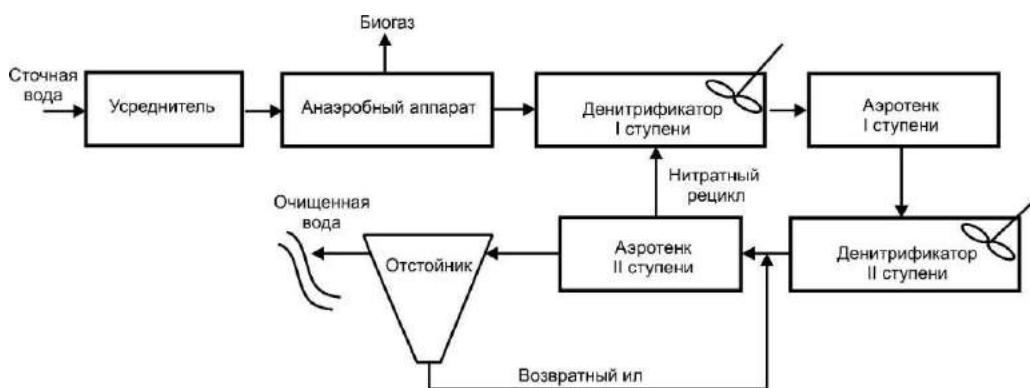 Биогаз
Сточная
вода
Усреднитель
Анаэробный аппарат
Денитрификатор
I ступени
Аэротенк
I ступени
Нитратный
рецикл
Очищенная
вода
Отстойник
Аэротенк
II ступени
Денитрификатор
II ступени
Возвратный ил